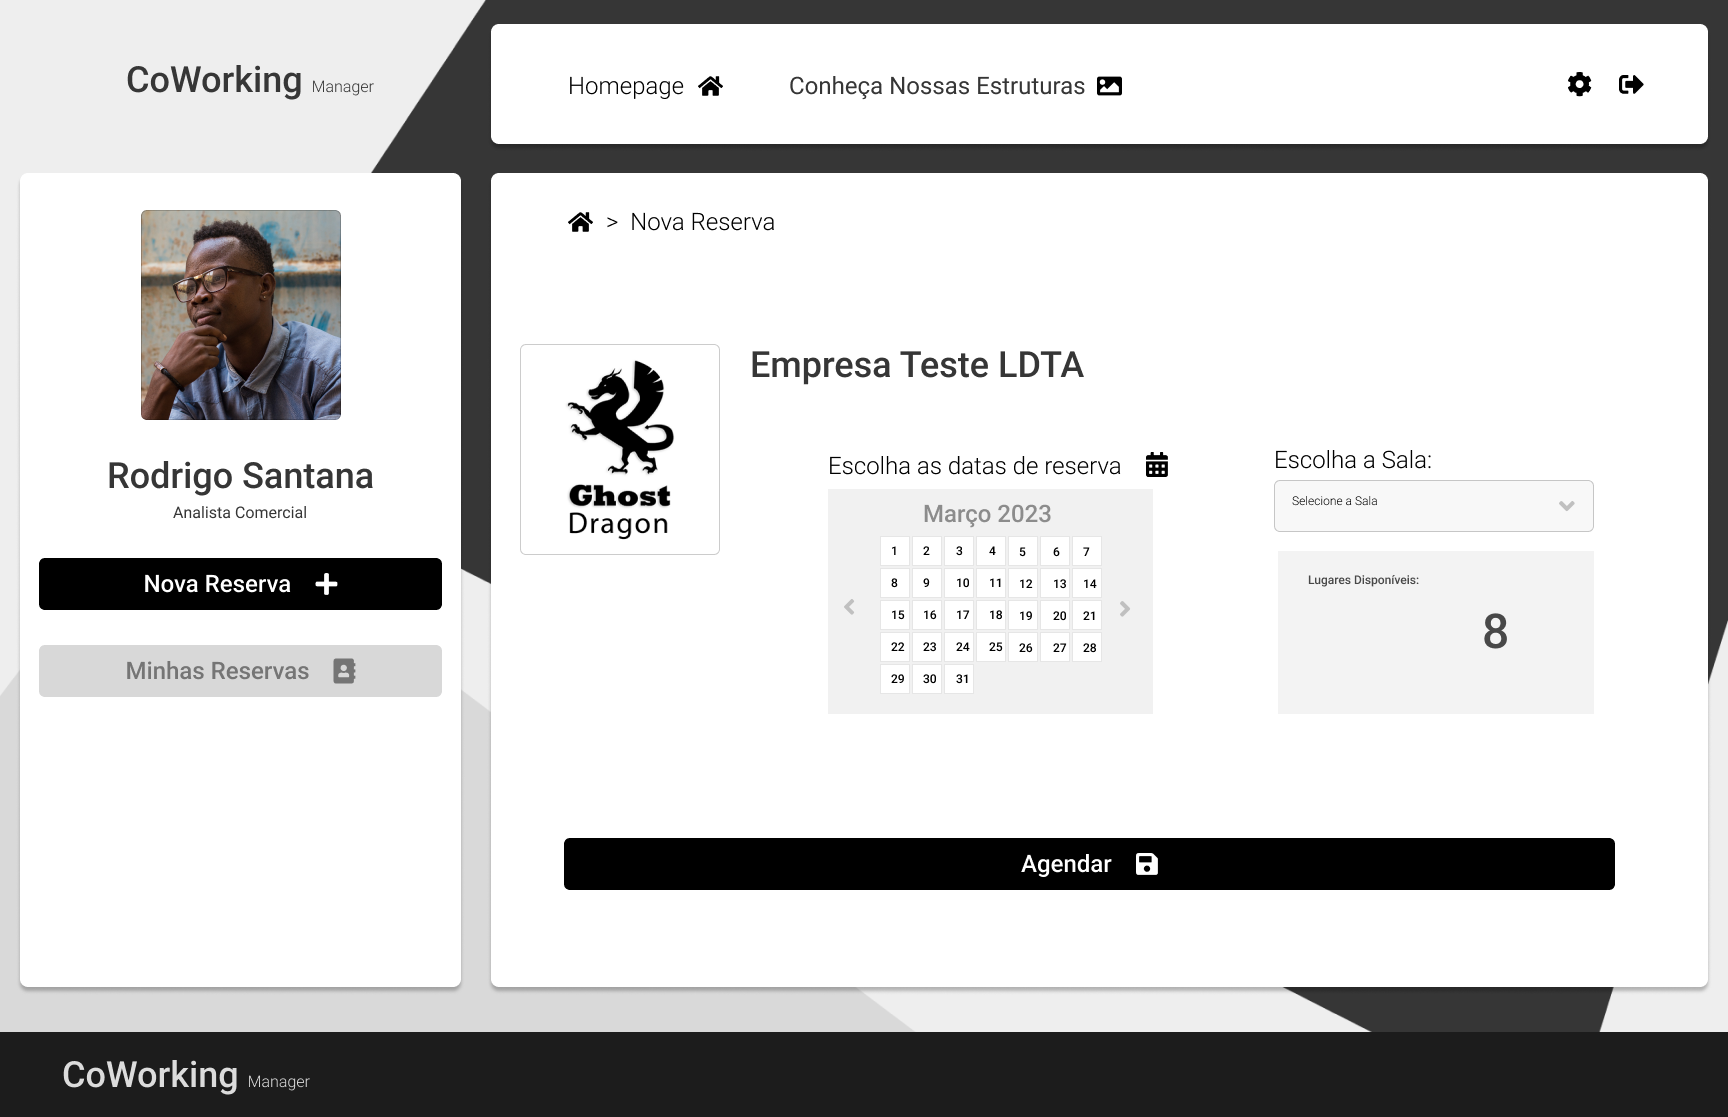 CoWorking Manager
Homepage
Conheça Nossas Estruturas
Rodrigo Santana
Analista Comercial
Nova Reserva
Minhas Reservas
> Nova Reserva
Ghost
Dragon
Empresa Teste LDTA
Escolha as datas de reserva
Março 2023
1 2 3 4 5 6 7
8 9 10 11 12 13 14
15 16 17 18 19 20 21
22 23 24 25 26 27 28
29 30 31
Escolha a Sala:
Selecione a Sala
Lugares Disponíveis:
8
Agendar
CoWorking Manager